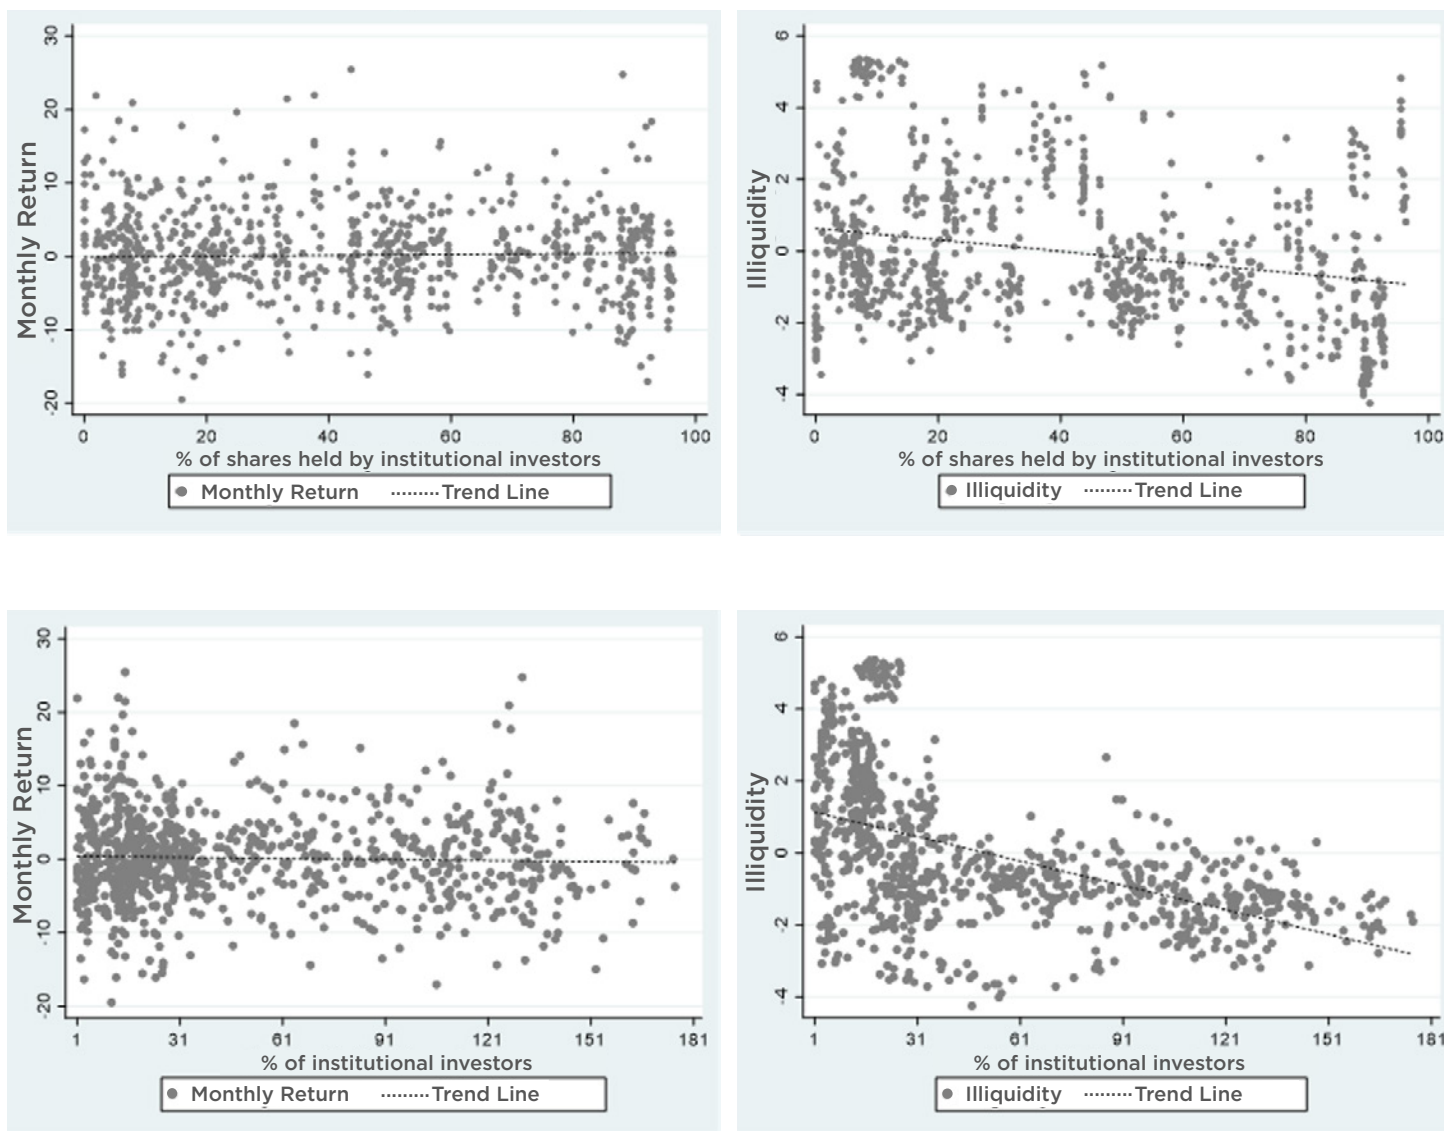 Monthly Return
30
20
10
0
-10
-20
0 20 40 60 80 100
% of shares held by institutional investors
Monthly Return Trend Line
Illiquidity
6
4
2
0
-2
-4
0 20 40 60 80 100
% of shares held by institutional investors
Illiquidity Trend Line
Monthly Return
30
20
10
0
-10
-20
1 31 61 91 121 151 181
% of institutional investors
Monthly Return Trend Line
Illiquidity
6
4
2
0
-2
-4
1 31 61 91 121 151 181
% of institutional investors
Illiquidity Trend Line